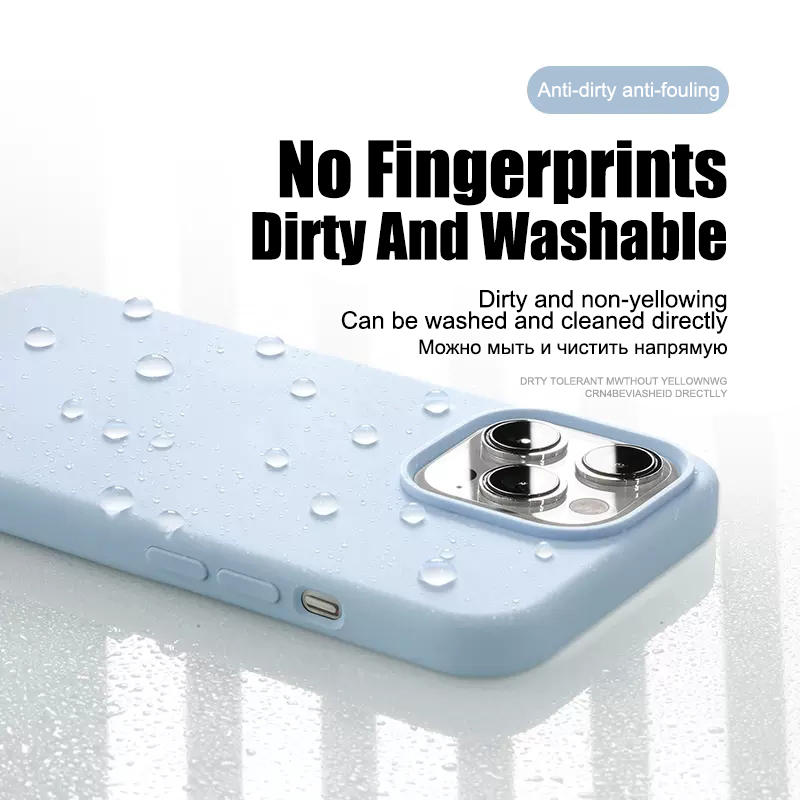 Anti-dirty anti-fouling
No Fingerprints
Dirty And Washable
Dirty and non-yellowing
Can be washed and cleaned directly
Можно мыть и чистить напрямую
DRTY TOLERANT MWTHOUT YELLOWNWG
CRN4BEVIASHEID DRECTLLY